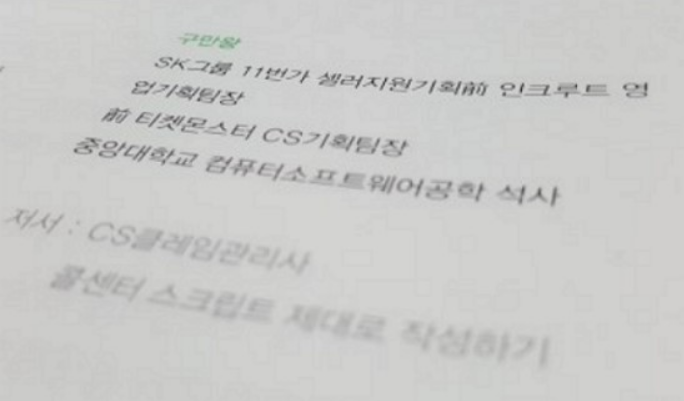 구만왕
SK그룹 11번가 셀러지원기획前 인크루트 영
업기획팀장
前 티켓몬스터 CS기획팀장
중앙대학교 컴퓨터소프트웨어공학 석사
저서 : CS클레임관리사
콜센터 스크립트 제대로 작성하기